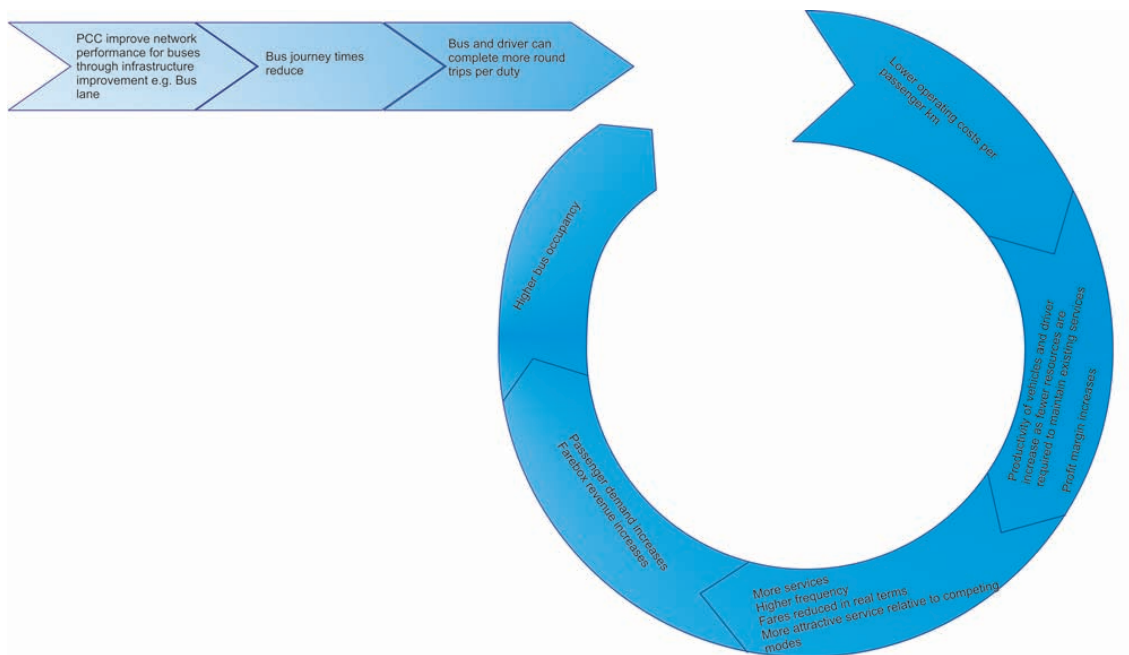 PCC improve network
performance for buses
through infrastructure
improvement e.g. Bus
lane
Bus journey times
reduce
Bus and driver can
complete more round
trips per duty
Lower operating costs per
passenger km
Productivity of vehicles and driver
increase as fewer resources are
required to maintain existing services
Profit margin increases
More services
Higher frequency
Fares reduced in real terms
More attractive service relative to competing
modes
Passenger demand increases
Farebox revenue increases
Higher bus occupancy